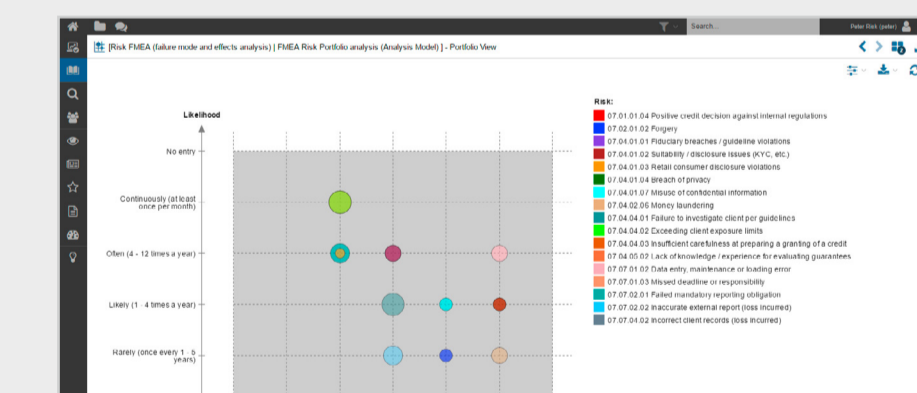 Search...
Peter Risk (peter)
[Risk FMEA (failure mode and effects analysis) | FMEA Risk Portfolio analysis (Analysis Model) ] - Portfolio View
Likelihood
No entry
Continuously (at least
once per month)
Often (4 - 12 times a year)
Likely (1 - 4 times a year)
Rarely (once every 1 - 5
years)
Risk:
07.01.01.04 Positive credit decision against internal regulations
07.02.01.02 Forgery
07.04.01.01 Fiduciary breaches / guideline violations
07.04.01.02 Suitability / disclosure issues (KYC, etc.)
07.04.01.03 Retail consumer disclosure violations
07.04.01.04 Breach of privacy
07.04.01.07 Misuse of confidential information
07.04.02.06 Money laundering
07.04.04.01 Failure to investigate client per guidelines
07.04.04.02 Exceeding client exposure limits
07.04.04.03 Insufficient carefulness at preparing a granting of a credit
07.04.05.02 Lack of knowledge / experience for evaluating guarantees
07.07.01.02 Data entry, maintenance or loading error
07.07.01.03 Missed deadline or responsibility
07.07.02.01 Failed mandatory reporting obligation
07.07.02.02 Inaccurate external report (loss incurred)
07.07.04.02 Incorrect client records (loss incurred)